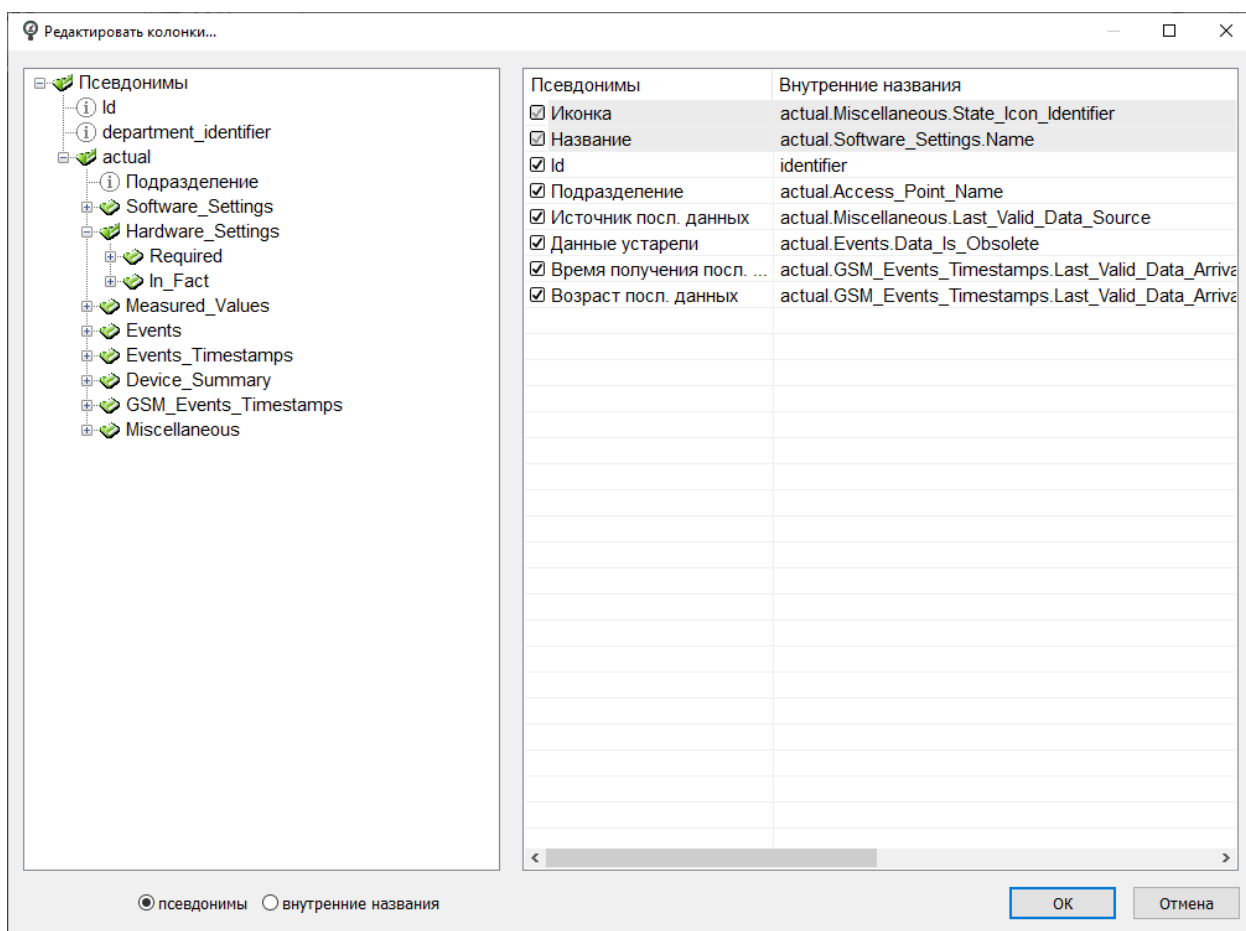 Редактировать колонки...
Псевдонимы
Id
department_identifier
actual
Подразделение
Software_Settings
Hardware_Settings
Required
In_Fact
Measured_Values
Events
Events_Timestamps
Device_Summary
GSM_Events_Timestamps
Miscellaneous
Псевдонимы Внутренние названия
Иконка actual.Miscellaneous.State_Icon_Identifier
Название actual.Software_Settings.Name
Id identifier
Подразделение actual.Access_Point_Name
Источник посл. данных actual.Miscellaneous.Last_Valid_Data_Source
Данные устарели actual.Events.Data_Is_Obsolete
Время получения посл. ... actual.GSM_Events_Timestamps.Last_Valid_Data_Arriva
Возраст посл. данных actual.GSM_Events_Timestamps.Last_Valid_Data_Arriva
псевдонимы внутренние названия
ОК Отмена